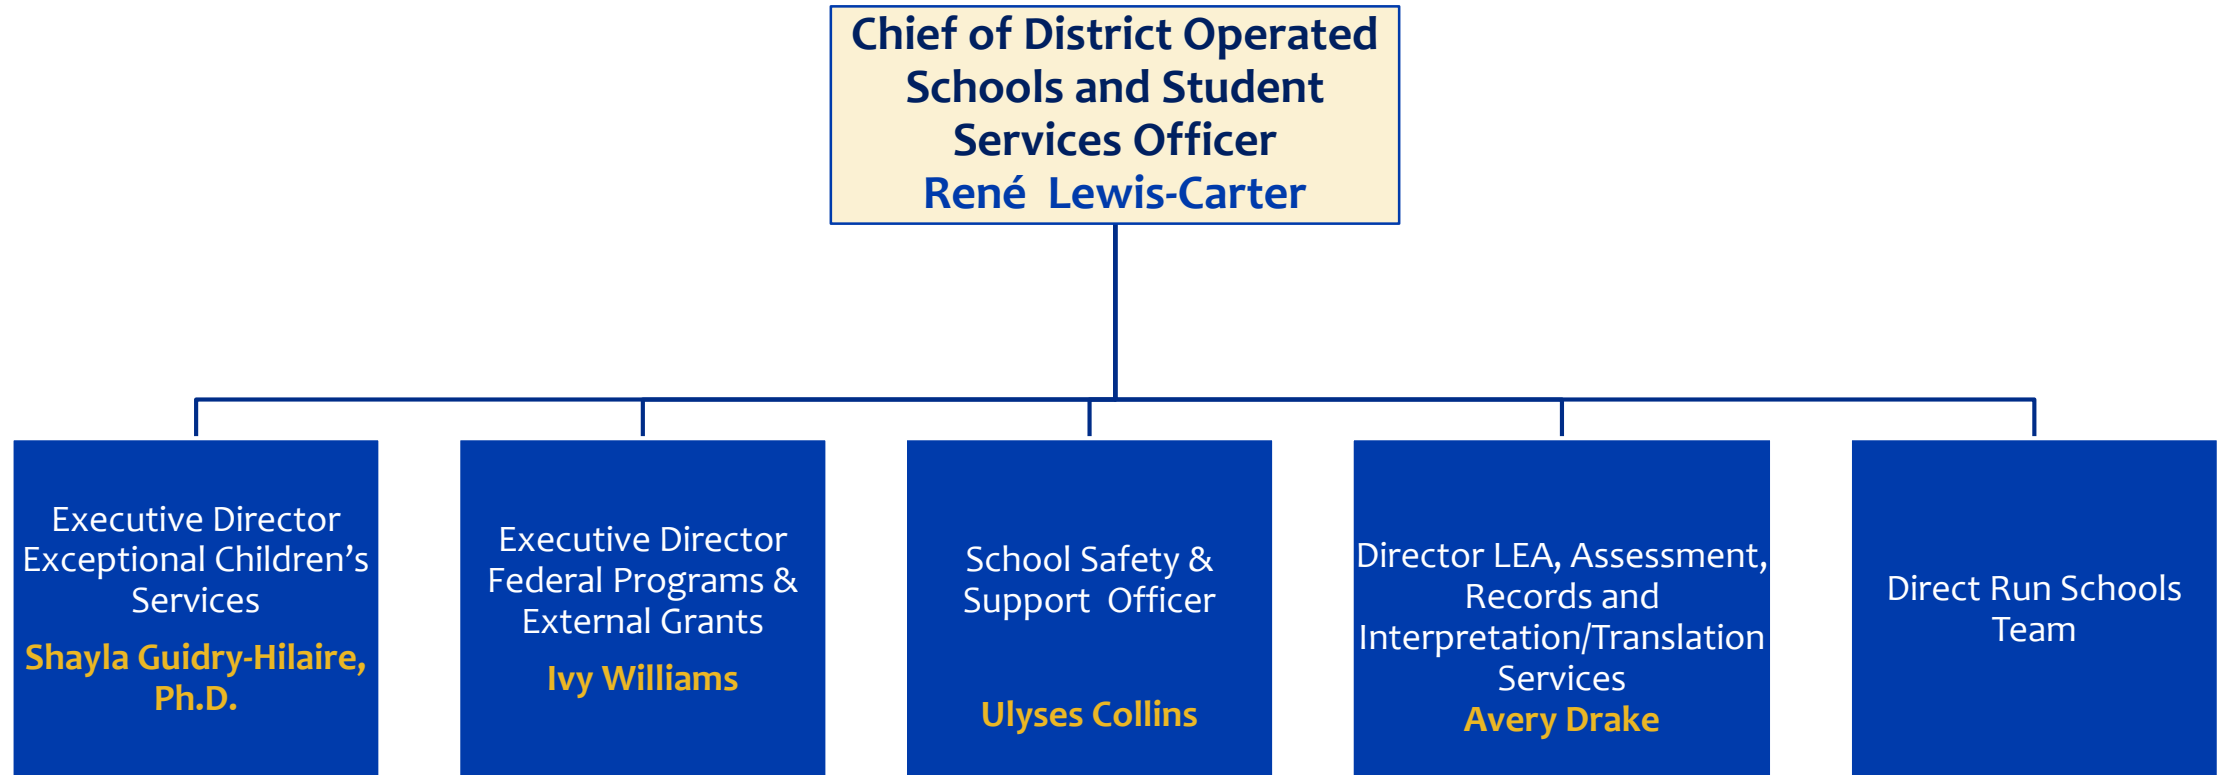 Chief of District Operated
Schools and Student
Services Officer
René Lewis-Carter
Executive Director
Exceptional Children’s
Services
Shayla Guidry-Hilaire,
Ph.D.
Executive Director
Federal Programs &
External Grants
Ivy Williams
School Safety &
Support Officer
Ulyses Collins
Director LEA, Assessment,
Records and
Interpretation/Translation
Services
Avery Drake
Direct Run Schools
Team